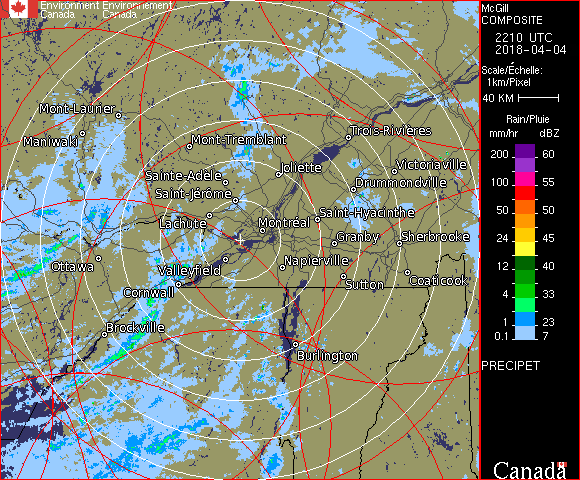 Environment Environnement
Canada Canada
McGill
COMPOSITE
2210 UTC
2018-04-04
Scale/Échelle:
1km/Pixel
40 KM
Rain/Pluie
mm/hr dBZ
200 60
100 55
50 50
24 45
12 40
4 33
1 23
0.1 7
PRECIPET
Canada
Mont-Laurier
Maniwaki
Mont-Tremblant
Trois-Rivières
Sainte-Adèle
Joliette
Victoriaville
Saint-Jérôme
Drummondville
Lachute
Montréal
Saint-Hyacinthe
Granby
Sherbrooke
Ottawa
Valleyfield
Napierville
Cornwall
Sutton
Coaticook
Brockville
Burlington